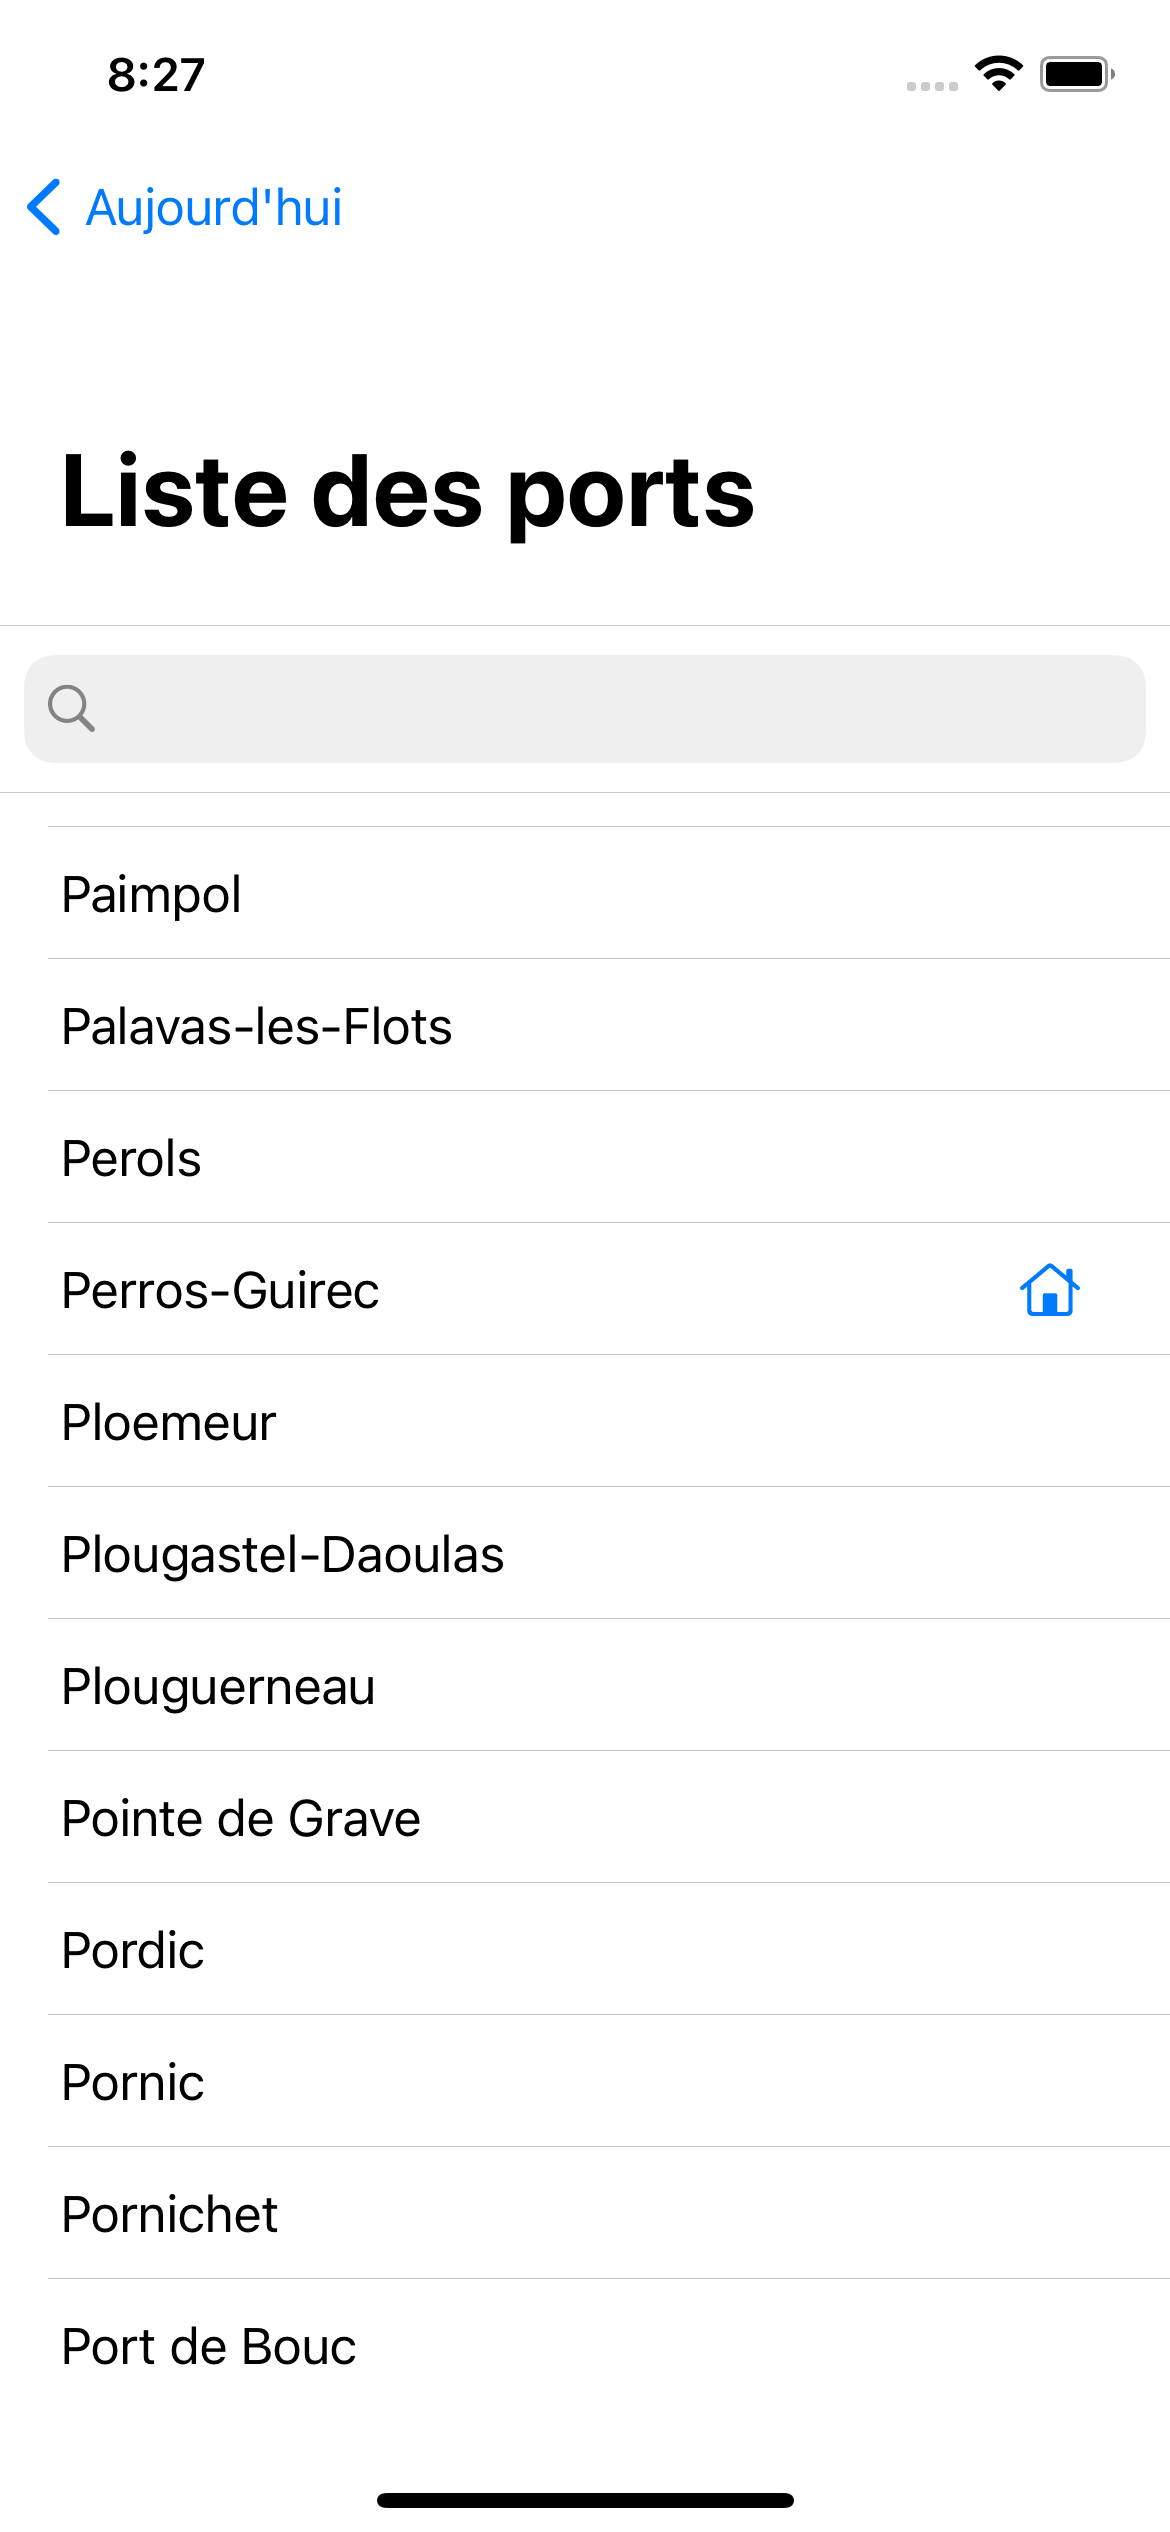 8:27
Aujourd'hui
Liste des ports
Paimpol
Palavas-les-Flots
Perols
Perros-Guirec
Ploemeur
Plougastel-Daoulas
Plouguerneau
Pointe de Grave
Pordic
Pornic
Pornichet
Port de Bouc